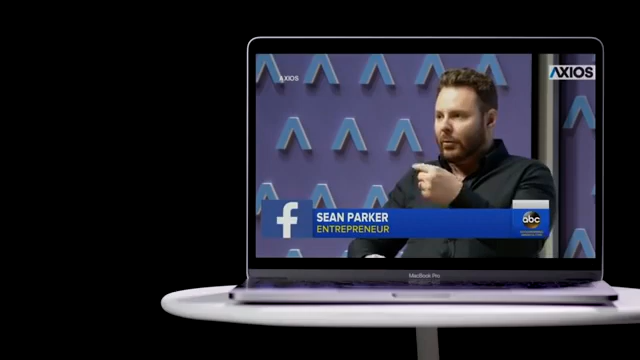 AXIOS
AXIOS
f
SEAN PARKER
ENTREPRENEUR
abc
MacBook Pro